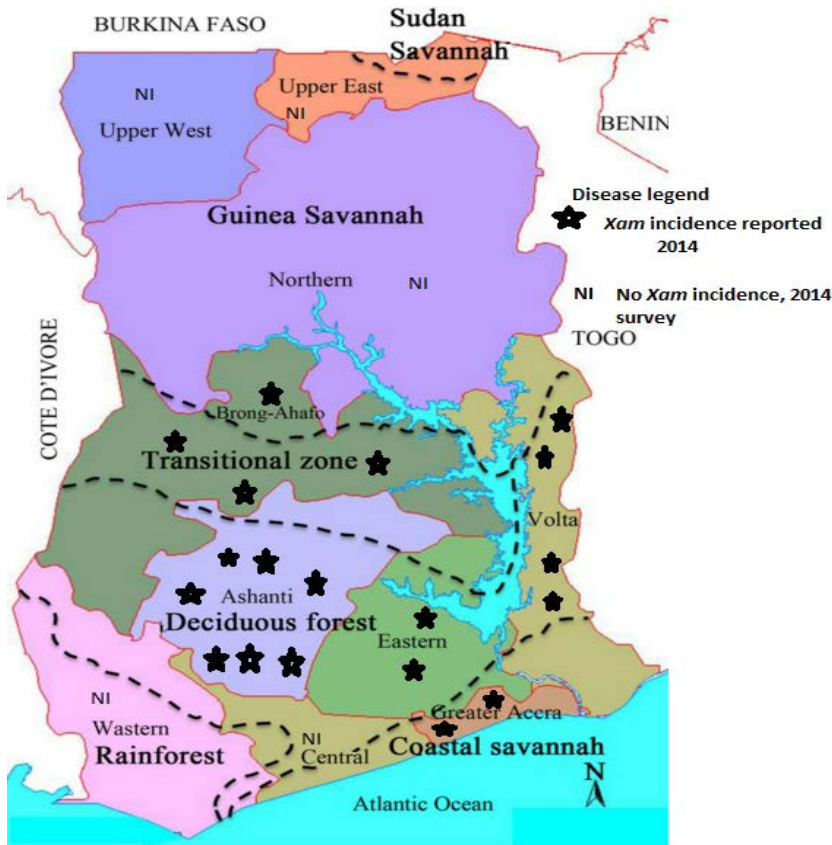 BURKINA FASO
Sudan
Savannah
NI
Upper East
NI
Upper West
BENIN
Disease legend
Xam incidence reported
2014
Guinea Savannah
NI
Northern
NI No Xam incidence, 2014
survey
TOGO
COTE D'IVORE
Brong-Ahafo
Transitional zone
Volta
Ashanti
Deciduous forest
Eastern
NI
Wastern
Rainforest
NI
Central
Greater Accra
Coastal savannah
N
Atlantic Ocean